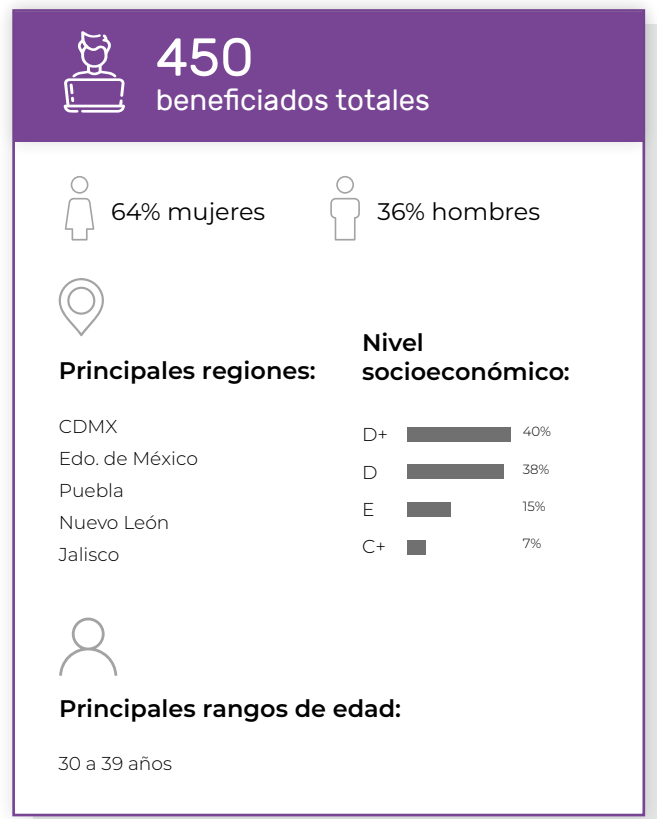 450
beneficiados totales
64% mujeres
36% hombres
Principales regiones:
CDMX
Edo. de México
Puebla
Nuevo León
Jalisco
Nivel
socioeconómico:
D+ 40%
D 38%
E 15%
C+ 7%
Principales rangos de edad:
30 a 39 años